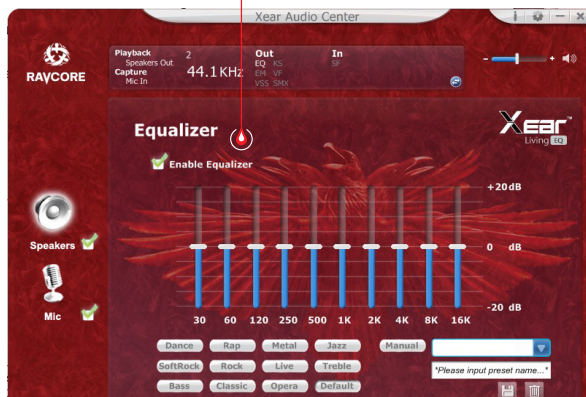 Xear Audio Center
i
RAVCORE
Playback 2
Speakers Out
Capture
Mic In
44.1KHz
Out
EQ KS
EM VF
VSS SMX
In
SF
- +
Equalizer
Xear™
Living EQ
Enable Equalizer
+20dB
0 dB
-20 dB
Speakers
Mic
30 60 120 250 500 1K 2K 4K 8K 16K
Dance Rap Metal Jazz Manual
SoftRock Rock Live Treble
*Please input preset name...*
Bass Classic Opera Default